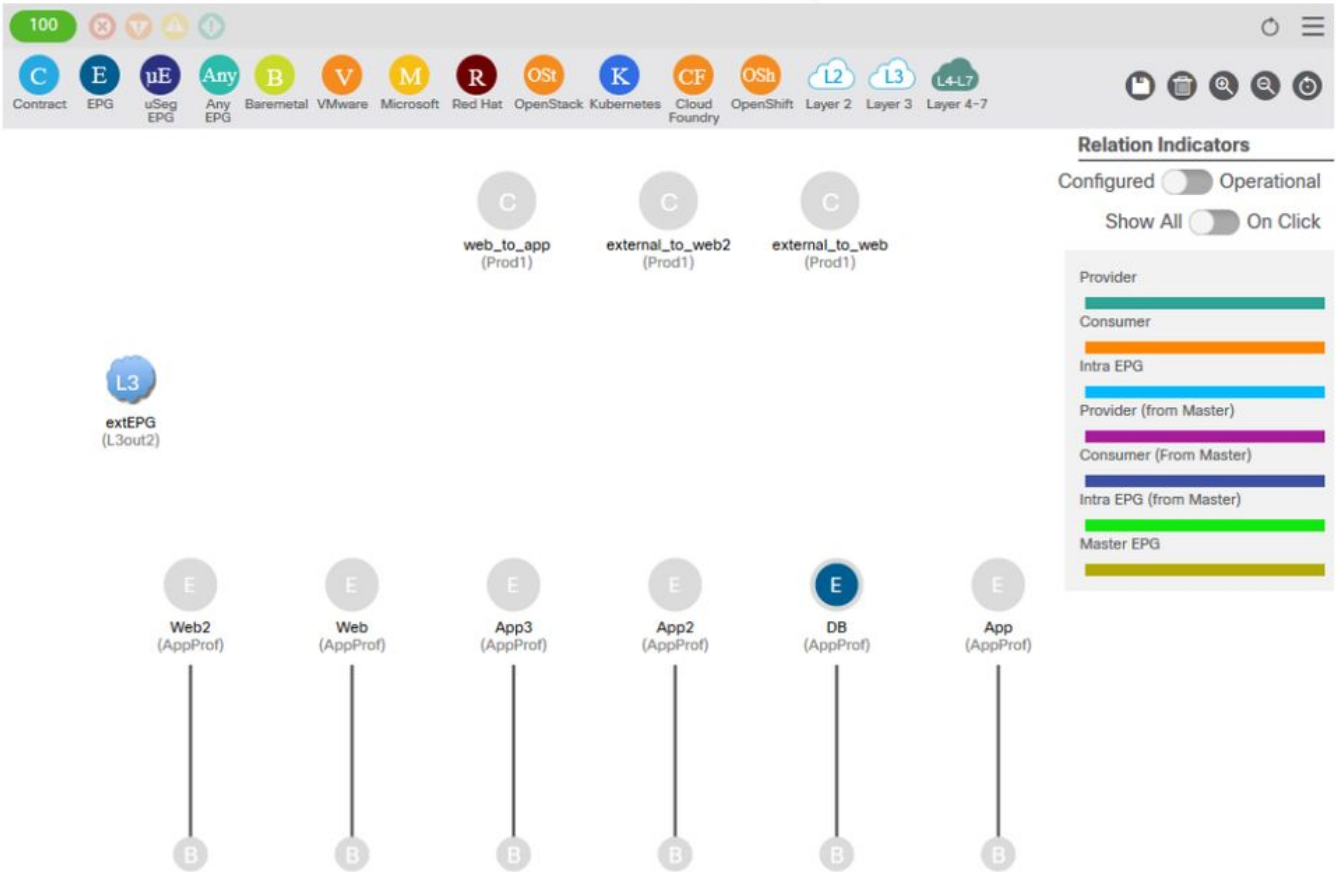 100
C E µE Any B V M R OSt K CF OSh L2 L3 L4-L7
Contract EPG uSeg EPG Any EPG Baremetal VMware Microsoft Red Hat OpenStack Kubernetes Cloud Foundry OpenShift Layer 2 Layer 3 Layer 4-7
Relation Indicators
Configured Operational
Show All On Click
C C C
web_to_app external_to_web2 external_to_web
(Prod1) (Prod1) (Prod1)
Provider
Consumer
Intra EPG
Provider (from Master)
Consumer (From Master)
Intra EPG (from Master)
Master EPG
L3
extEPG
(L3out2)
E E E E E E
Web2 Web App3 App2 DB App
(AppProf) (AppProf) (AppProf) (AppProf) (AppProf) (AppProf)
B B B B B B